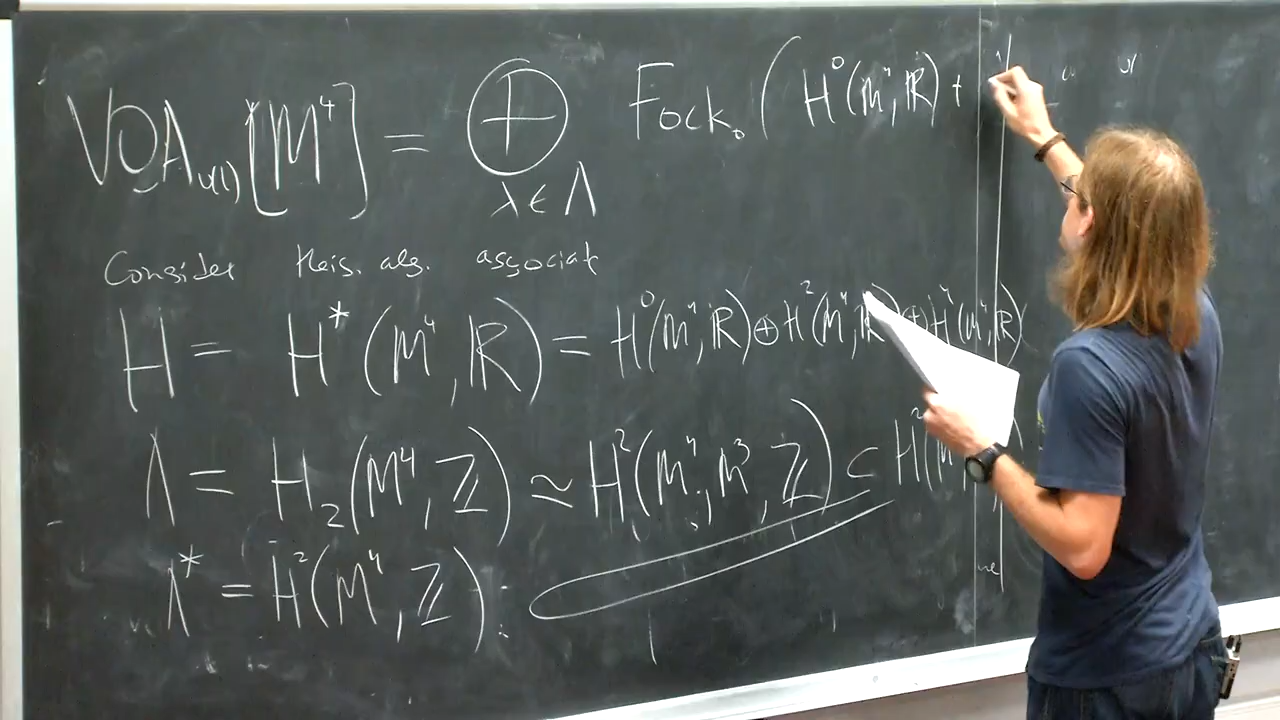 VOA_{u(1)}[M^4] = ⊕_{λ∈Λ} Fock_0(H^0(M^4, ℝ) +
Consider Heis. alg. associat
H = H^*(M^4, ℝ) = H^0(M^4, ℝ) ⊕ H^2(M^4, ℝ) ⊕ H^4(M^4, ℝ)
Λ = H_2(M^4, ℤ) ≈ H^2(M^4, M^3, ℤ) ⊂ H^2(M
Λ^* = H^2(M^4, ℤ) :